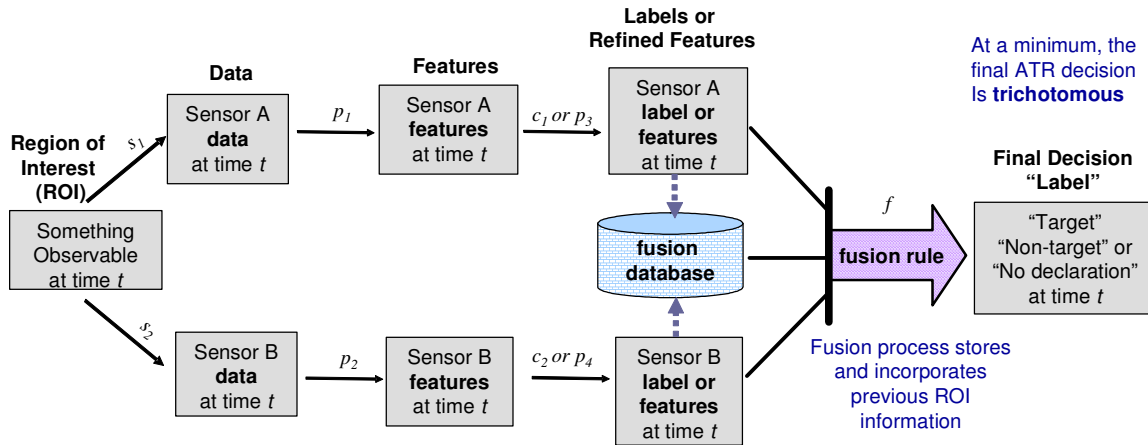 Labels or
Refined Features
At a minimum, the
final ATR decision
Is trichotomous
Data
Features
Region of
Interest
(ROI)
Something
Observable
at time t
s1
Sensor A
data
at time t
p1
Sensor A
features
at time t
c1 or p3
Sensor A
label or
features
at time t
fusion
database
f
fusion rule
Final Decision
“Label”
“Target”
“Non-target” or
“No declaration”
at time t
s2
Sensor B
data
at time t
p2
Sensor B
features
at time t
c2 or p4
Sensor B
label or
features
at time t
Fusion process stores
and incorporates
previous ROI
information